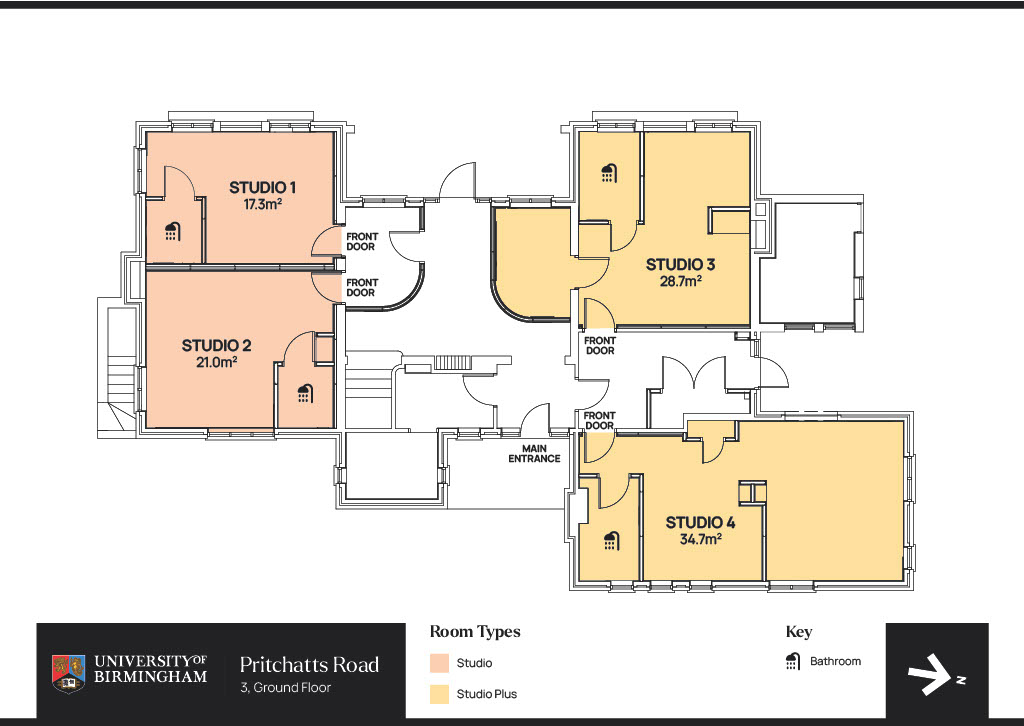 STUDIO 1
17.3m²
FRONT
DOOR
FRONT
DOOR
STUDIO 2
21.0m²
STUDIO 3
28.7m²
FRONT
DOOR
FRONT
DOOR
MAIN
ENTRANCE
STUDIO 4
34.7m²
UNIVERSITY OF
BIRMINGHAM
Pritchatts Road
3, Ground Floor
Room Types
Studio
Studio Plus
Key
Bathroom
N